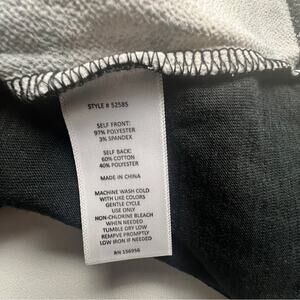 STYLE # S2585
SELF FRONT:
97% POLYESTER
3% SPANDEX
SELF BACK:
60% COTTON
40% POLYESTER
MADE IN CHINA
MACHINE WASH COLD
WITH LIKE COLORS
GENTLE CYCLE
USE ONLY
NON-CHLORINE BLEACH
WHEN NEEDED
TUMBLE DRY LOW
REMPVE PROMPTLY
LOW IRON IF NEEDED
RN 156956